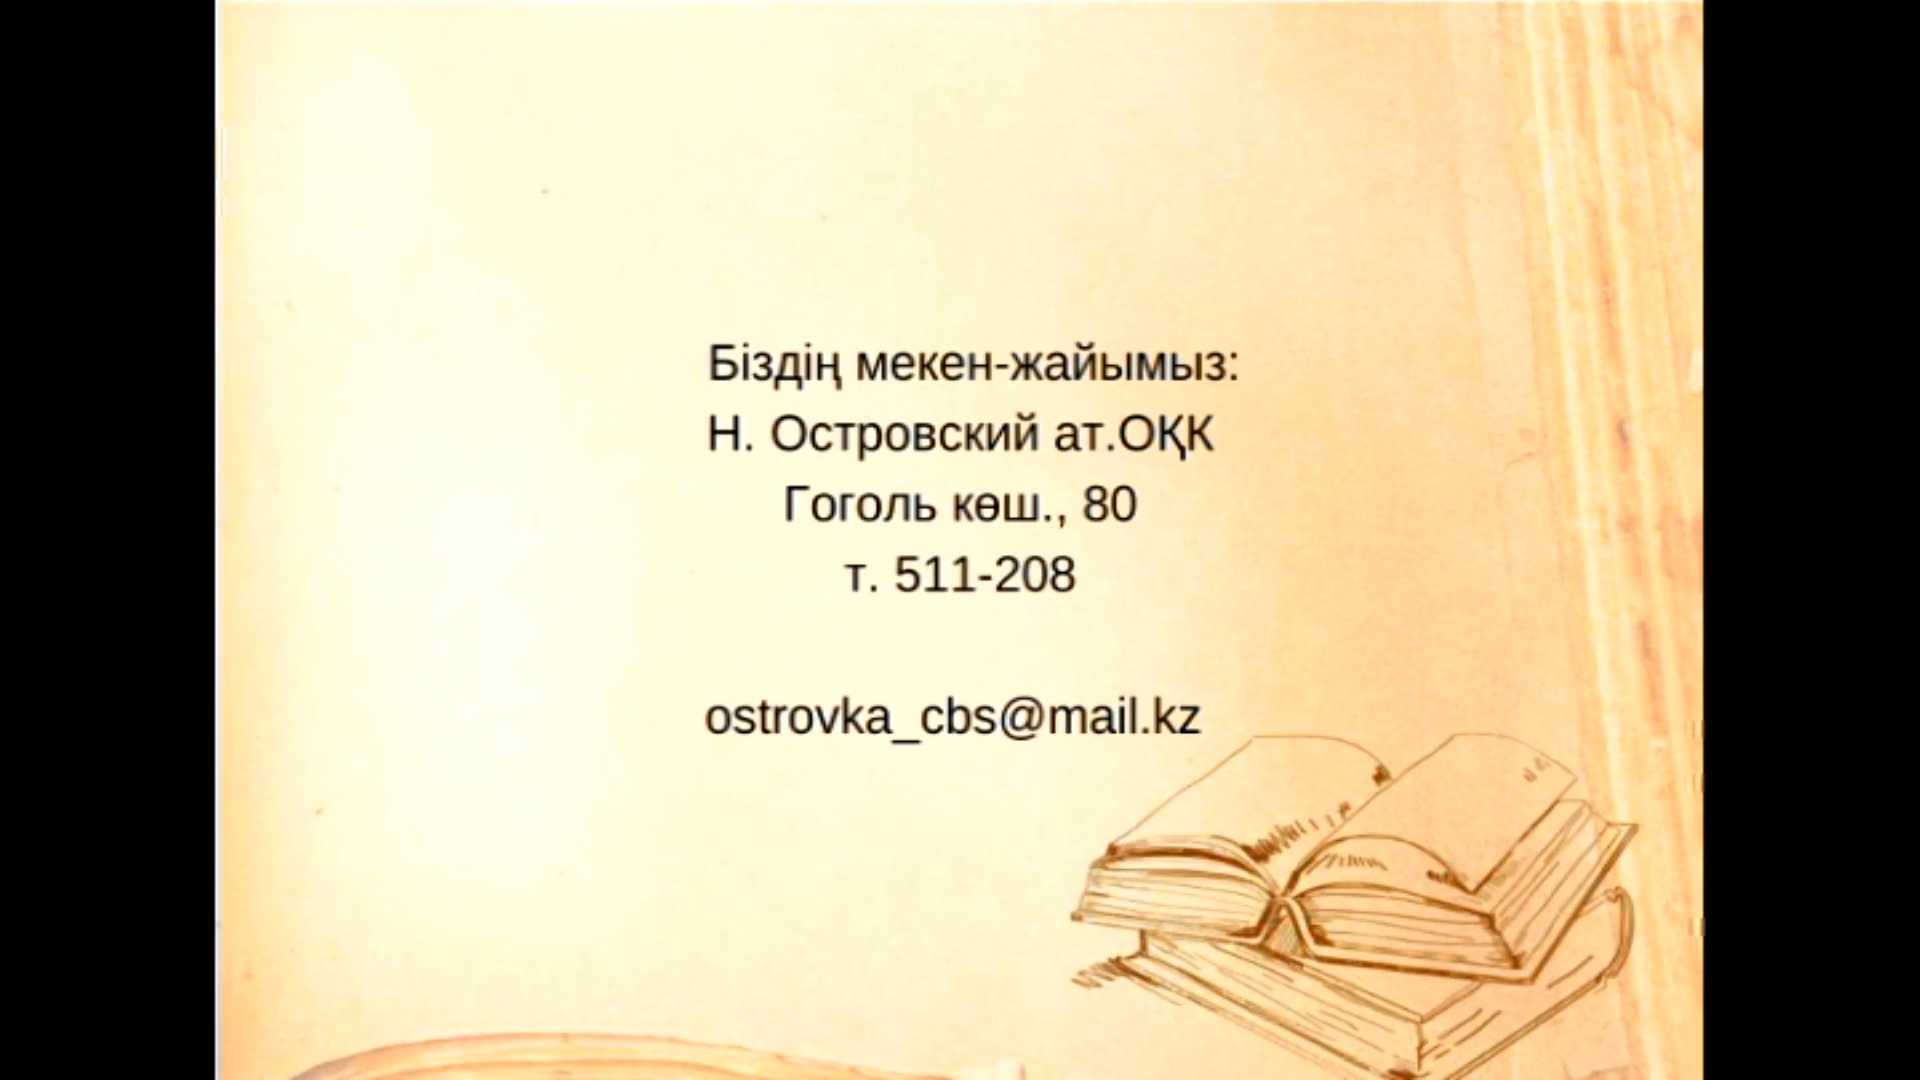 Біздің мекен-жайымыз:
Н. Островский ат.ОҚК
Гоголь көш., 80
т. 511-208
ostrovka_cbs@mail.kz